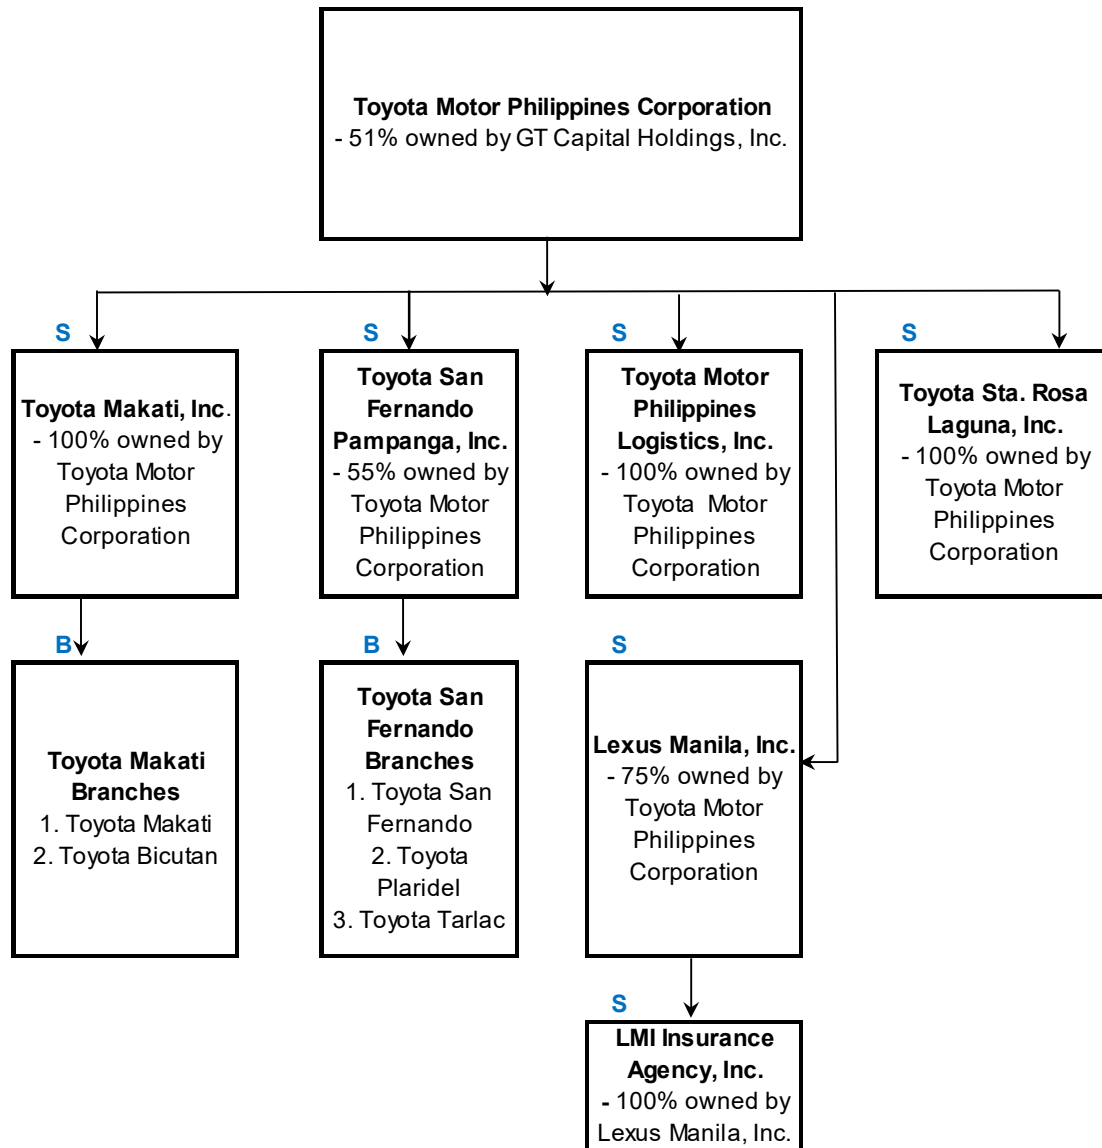 Toyota Motor Philippines Corporation
- 51% owned by GT Capital Holdings, Inc.
S
Toyota Makati, Inc.
- 100% owned by
Toyota Motor
Philippines
Corporation
S
Toyota San
Fernando
Pampanga, Inc.
- 55% owned by
Toyota Motor
Philippines
Corporation
S
Toyota Motor
Philippines
Logistics, Inc.
- 100% owned by
Toyota Motor
Philippines
Corporation
S
Toyota Sta. Rosa
Laguna, Inc.
- 100% owned by
Toyota Motor
Philippines
Corporation
B
Toyota Makati
Branches
1. Toyota Makati
2. Toyota Bicutan
B
Toyota San
Fernando
Branches
1. Toyota San
Fernando
2. Toyota
Plaridel
3. Toyota Tarlac
S
Lexus Manila, Inc.
- 75% owned by
Toyota Motor
Philippines
Corporation
S
LMI Insurance
Agency, Inc.
- 100% owned by
Lexus Manila, Inc.